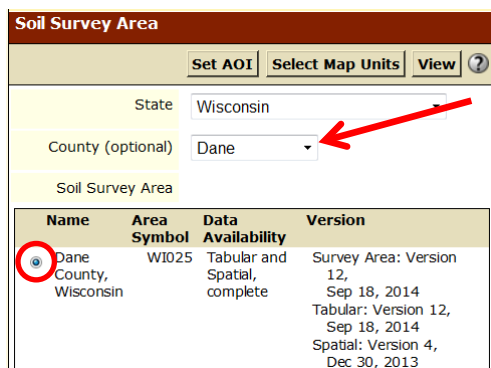 Soil Survey Area
Set AOI Select Map Units View ?
State Wisconsin
County (optional) Dane
Soil Survey Area
Name Area Symbol Data Availability Version
Dane County, Wisconsin WI025 Tabular and Spatial, complete Survey Area: Version 12, Sep 18, 2014
Tabular: Version 12, Sep 18, 2014
Spatial: Version 4, Dec 30, 2013